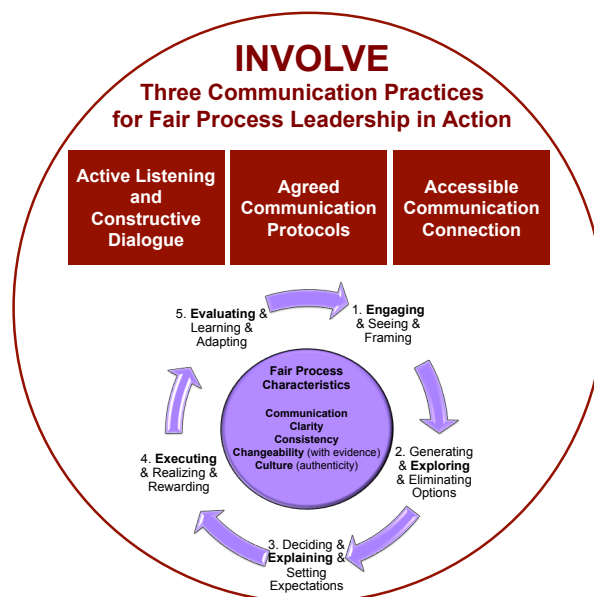 INVOLVE
Three Communication Practices
for Fair Process Leadership in Action
Active Listening
and
Constructive
Dialogue
Agreed
Communication
Protocols
Accessible
Communication
Connection
1. Engaging
& Seeing &
Framing
2. Generating
& Exploring
& Eliminating
Options
3. Deciding &
Explaining &
Setting
Expectations
4. Executing
& Realizing &
Rewarding
5. Evaluating &
Learning &
Adapting
Fair Process
Characteristics
Communication
Clarity
Consistency
Changeability (with evidence)
Culture (authenticity)